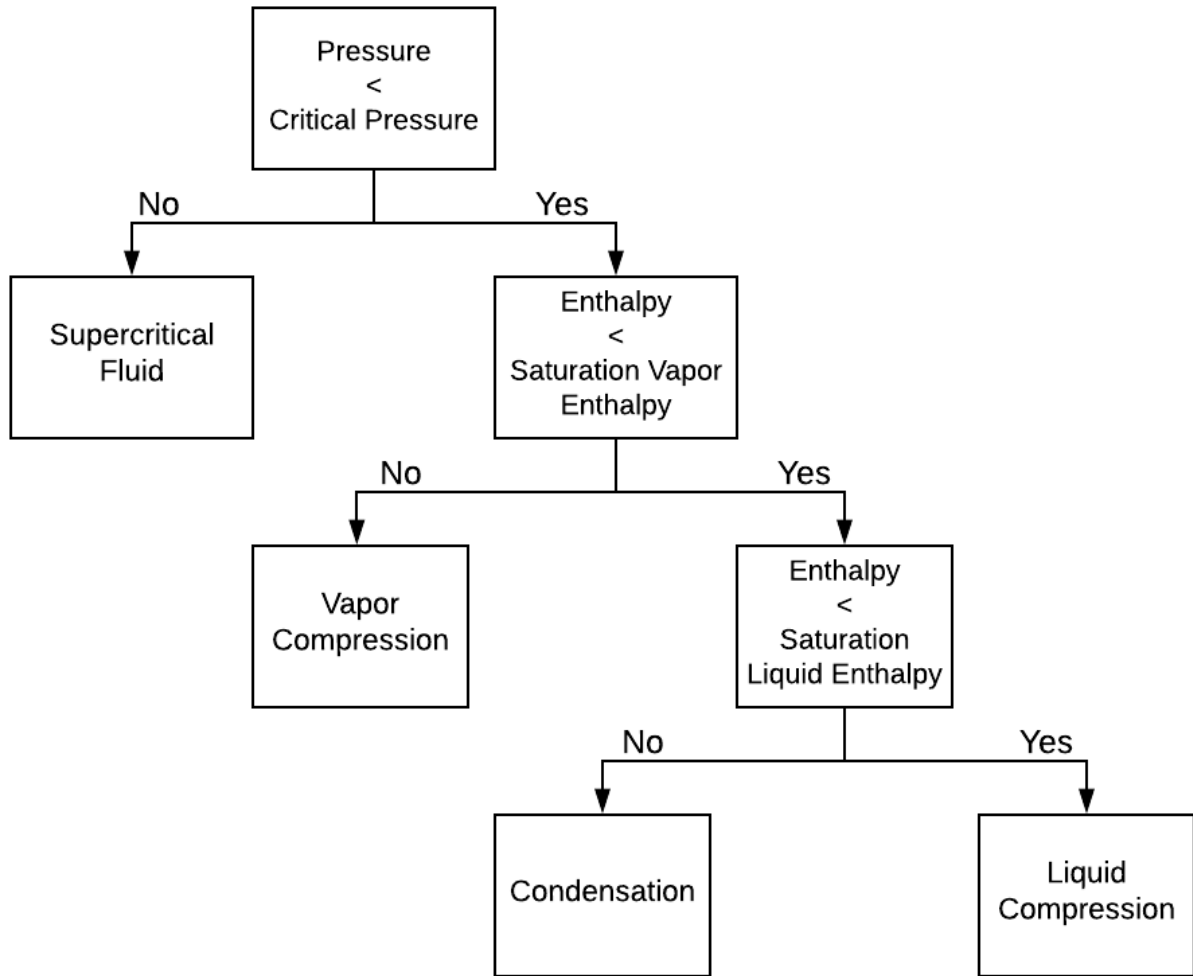 Pressure
<
Critical Pressure
No
Yes
Supercritical
Fluid
Enthalpy
<
Saturation Vapor
Enthalpy
No
Yes
Vapor
Compression
Enthalpy
<
Saturation
Liquid Enthalpy
No
Yes
Condensation
Liquid
Compression